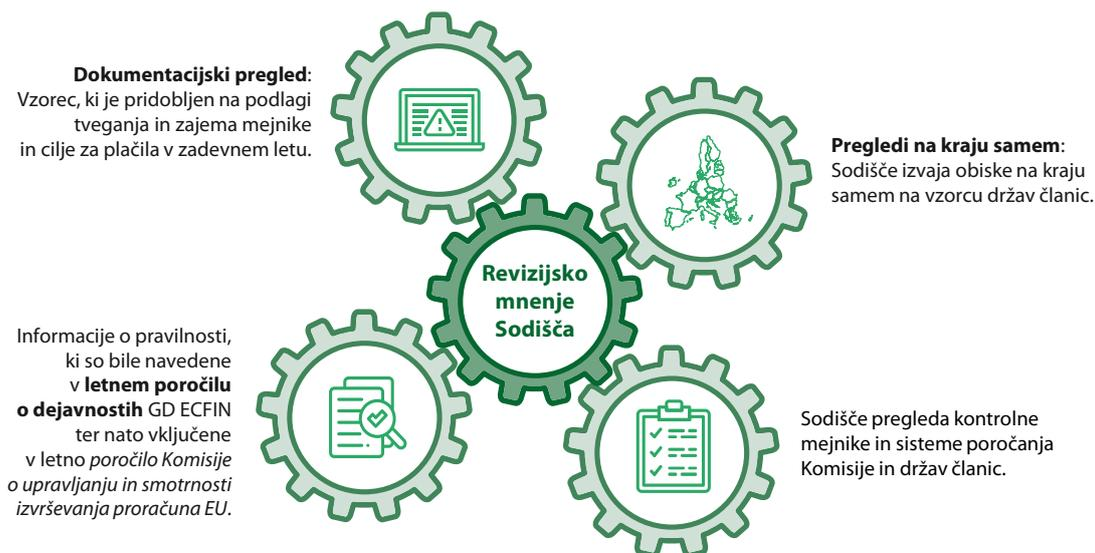 Dokumentacijski pregled:
Vzorec, ki je pridobljen na podlagi
tveganja in zajema mejnike
in cilje za plačila v zadevnem letu.
Pregledi na kraju samem:
Sodišče izvaja obiske na kraju
samem na vzorcu držav članic.
Revizijsko
mnenje
Sodišča
Informacije o pravilnosti,
ki so bile navedene
v letnem poročilu
o dejavnostih GD ECFIN
ter nato vključene
v letno poročilo Komisije
o upravljanju in smotrnosti
izvrševanja proračuna EU.
Sodišče pregleda kontrolne
mejnike in sisteme poročanja
Komisije in držav članic.